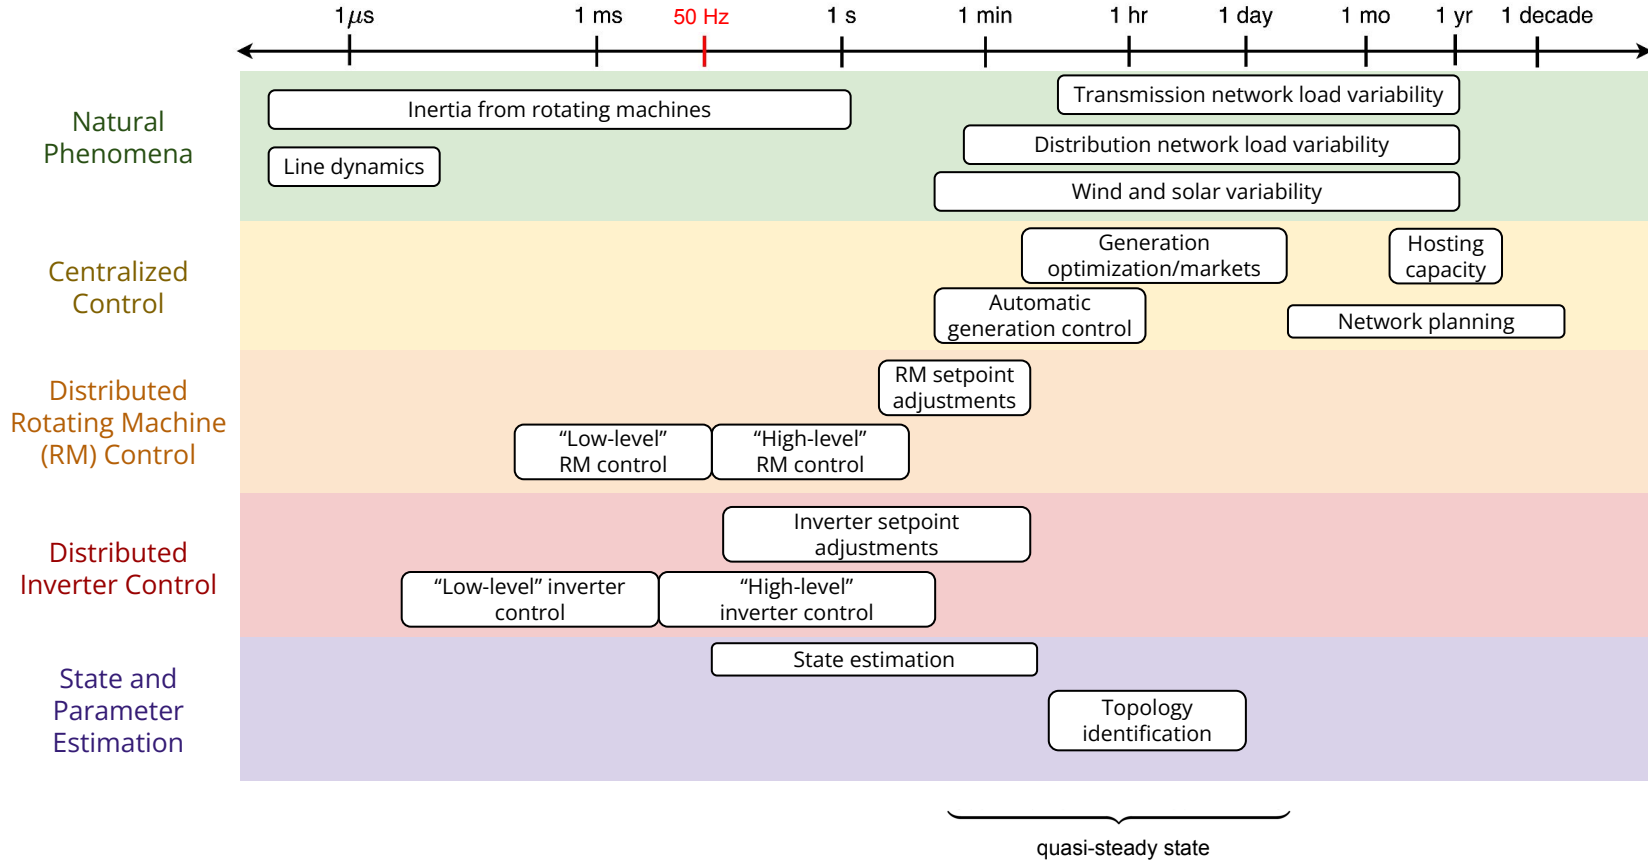 1μs 1 ms 50 Hz 1 s 1 min 1 hr 1 day 1 mo 1 yr 1 decade
Natural
Phenomena
Inertia from rotating machines
Line dynamics
Transmission network load variability
Distribution network load variability
Wind and solar variability
Centralized
Control
Generation
optimization/markets
Hosting
capacity
Automatic
generation control
Network planning
Distributed
Rotating Machine
(RM) Control
RM setpoint
adjustments
“Low-level”
RM control
“High-level”
RM control
Distributed
Inverter Control
Inverter setpoint
adjustments
“Low-level” inverter
control
“High-level”
inverter control
State and
Parameter
Estimation
State estimation
Topology
identification
quasi-steady state